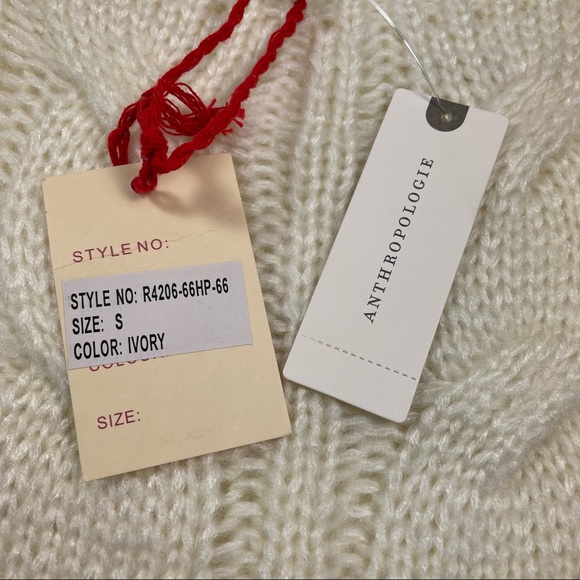 STYLE NO:
STYLE NO: R4206-66HP-66
SIZE: S
COLOR: IVORY
SIZE:
ANTHROPOLOGIE